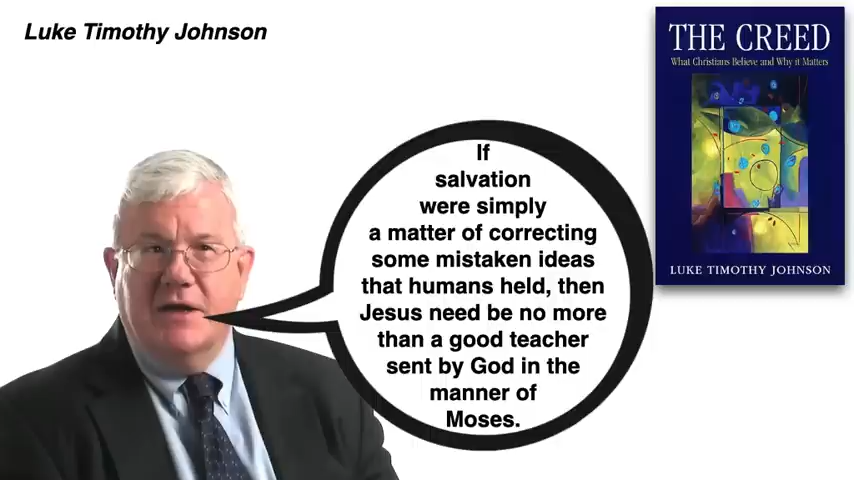 Luke Timothy Johnson
THE CREED
What Christians Believe and Why it Matters
LUKE TIMOTHY JOHNSON
If
salvation
were simply
a matter of correcting
some mistaken ideas
that humans held, then
Jesus need be no more
than a good teacher
sent by God in the
manner of
Moses.